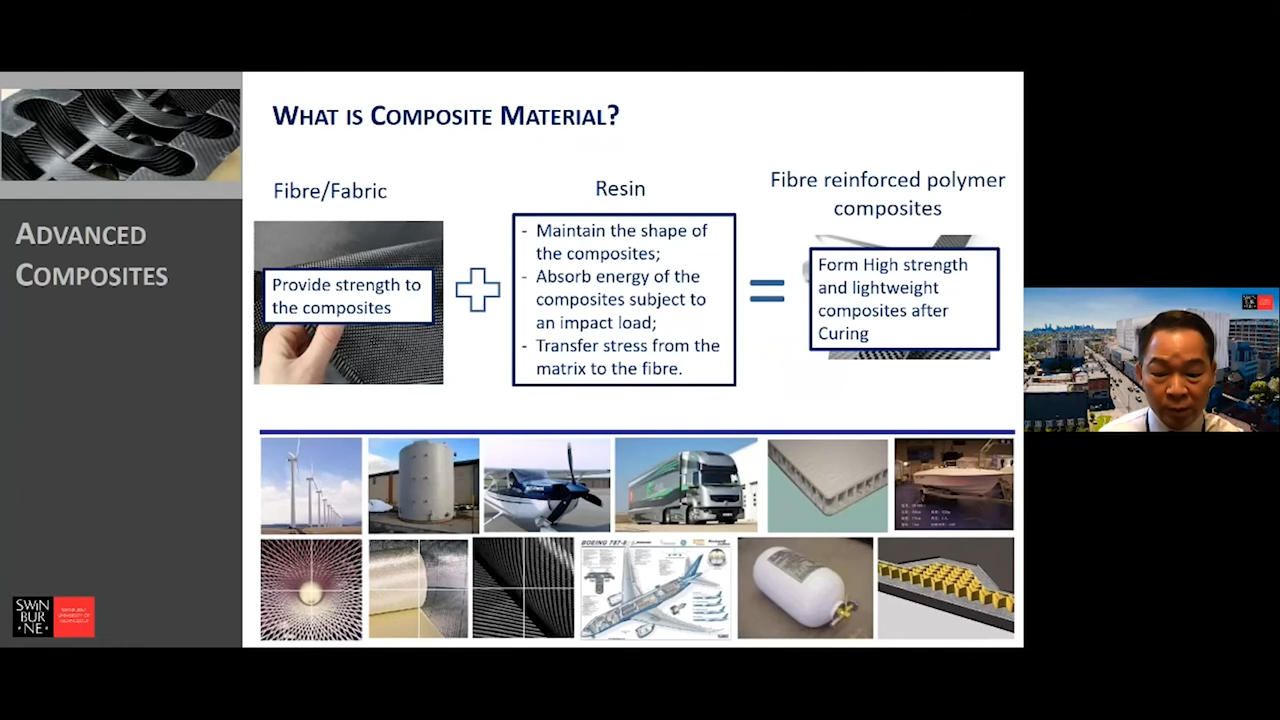 WHAT IS COMPOSITE MATERIAL?
ADVANCED
COMPOSITES
Fibre/Fabric
Provide strength to
the composites
Resin
- Maintain the shape of
the composites;
- Absorb energy of the
composites subject to
an impact load;
- Transfer stress from the
matrix to the fibre.
Fibre reinforced polymer
composites
Form High strength
and lightweight
composites after
Curing
BOEING 787-8
SWIN
BUR
NE
SWINBURNE
UNIVERSITY OF
TECHNOLOGY
SWIN
BUR
NE